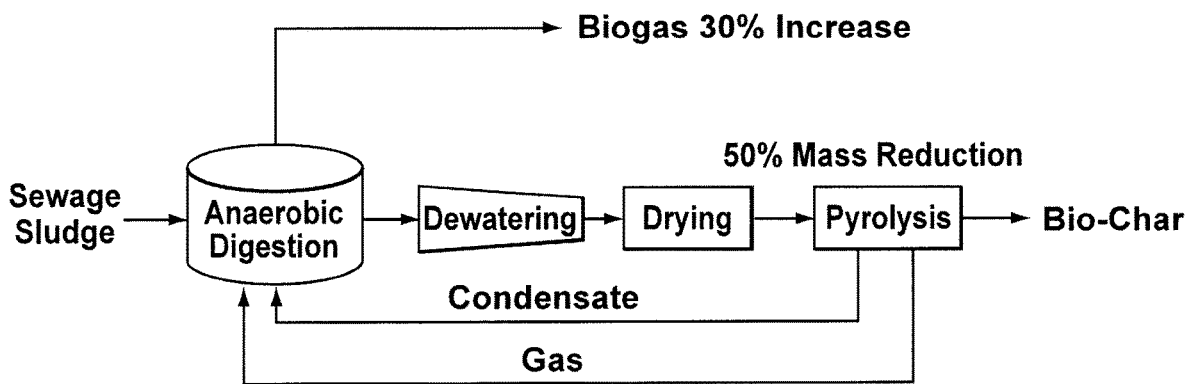 Biogas 30% Increase
50% Mass Reduction
Sewage
Sludge
Anaerobic
Digestion
Dewatering
Drying
Pyrolysis
Bio-Char
Condensate
Gas